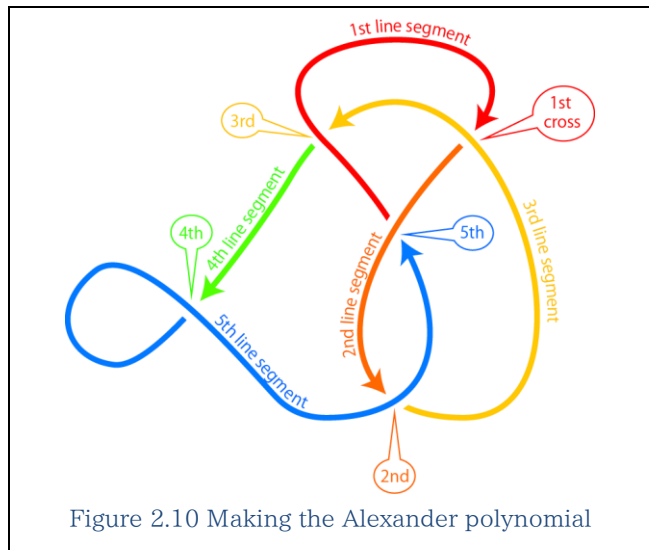 1st line segment
1st
cross
3rd
3rd line segment
4th line segment
4th
5th
2nd line segment
5th line segment
2nd
Figure 2.10 Making the Alexander polynomial